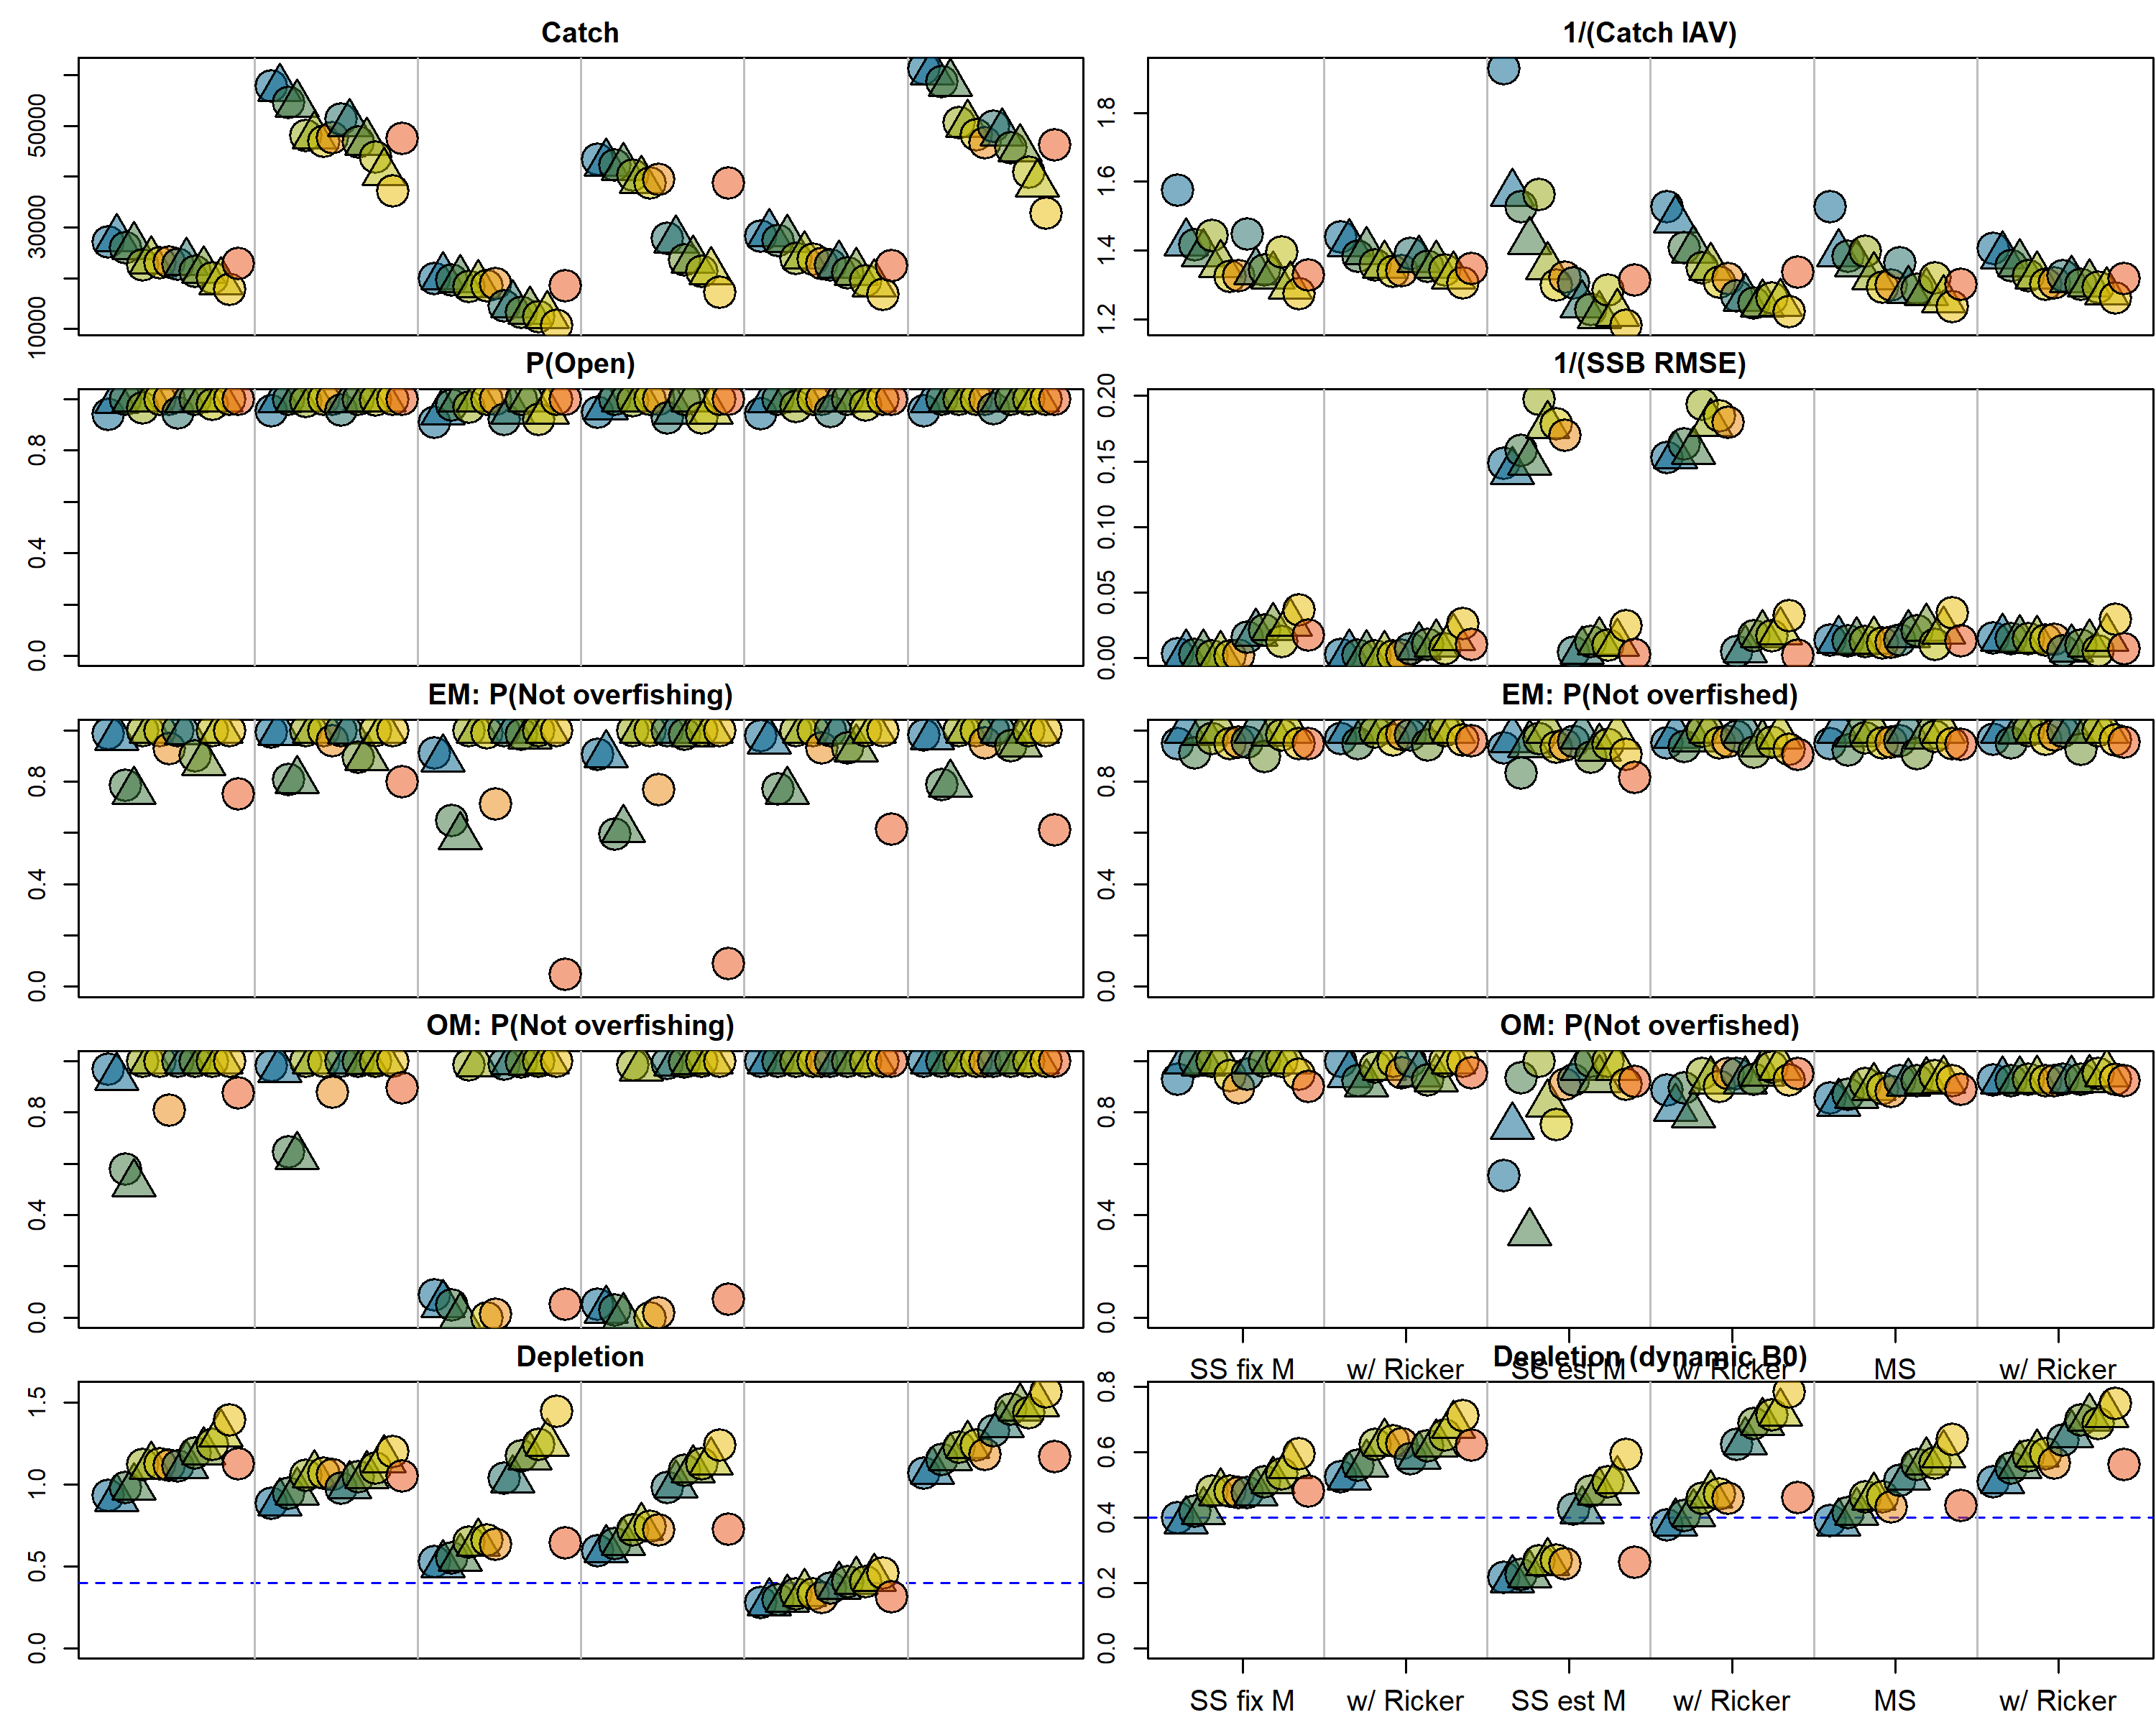 Catch
10000 30000 50000
1/(Catch IAV)
1.2 1.4 1.6 1.8
P(Open)
0.0 0.4 0.8
1/(SSB RMSE)
0.00 0.05 0.10 0.15 0.20
EM: P(Not overfishing)
0.0 0.4 0.8
EM: P(Not overfished)
0.0 0.4 0.8
OM: P(Not overfishing)
0.0 0.4 0.8
OM: P(Not overfished)
0.0 0.4 0.8
SS fix M w/ Ricker SS est M w/ Ricker MS w/ Ricker
Depletion
0.0 0.5 1.0 1.5
Depletion (dynamic B0)
0.0 0.2 0.4 0.6 0.8
SS fix M w/ Ricker SS est M w/ Ricker MS w/ Ricker